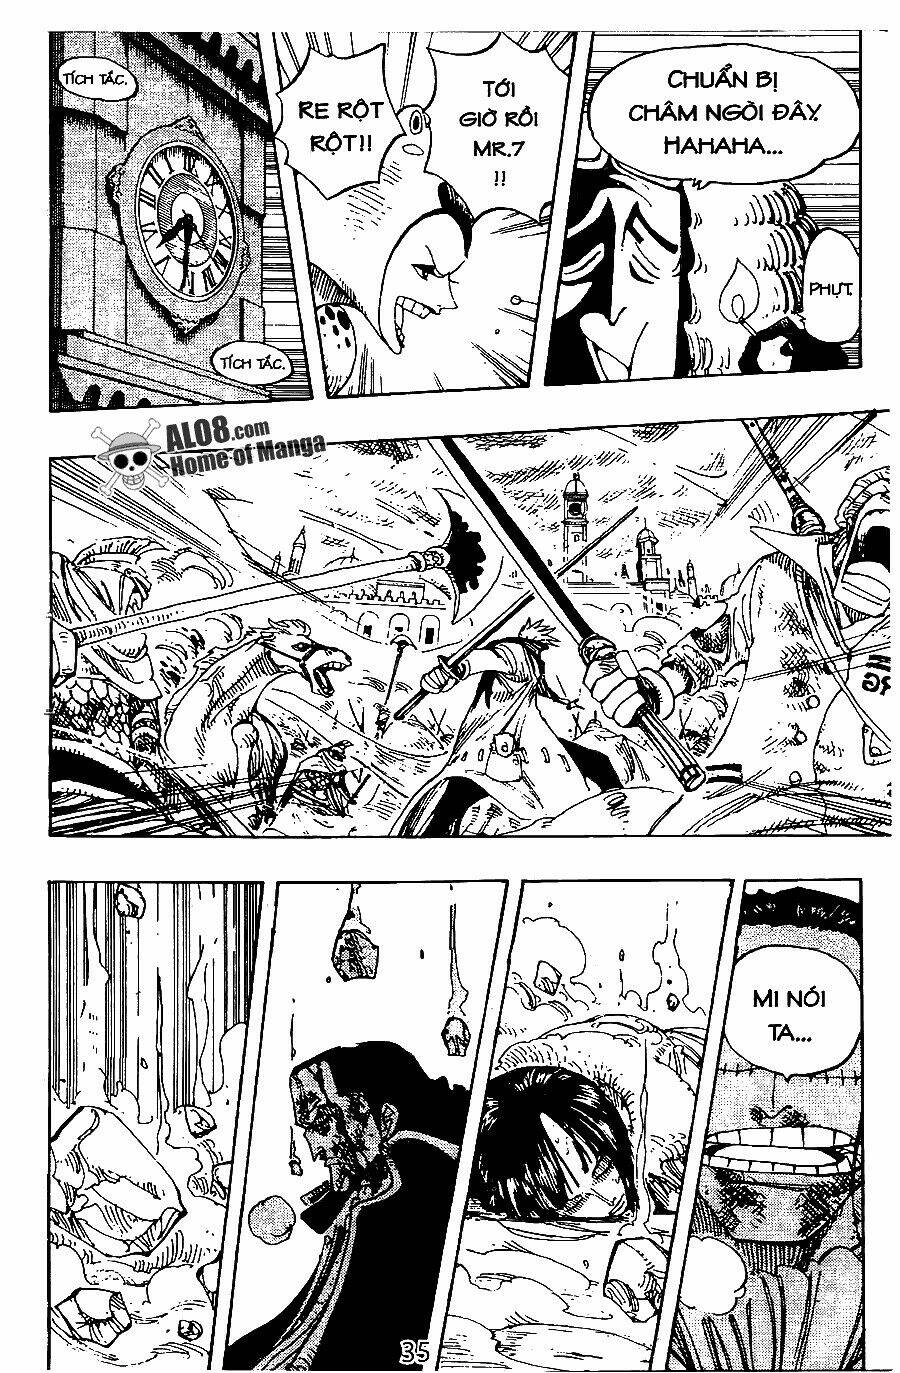 TÍCH TẮC.
RE RỘT
RỘT!!
TỚI
GIỜ RỒI
MR.7
!!
CHUẨN BỊ
CHÂM NGÒI ĐÂY.
HAHAHA...
PHỰT.
TÍCH TẮC.
AL08.com
Home of Manga
MI NÓI
TA...
35